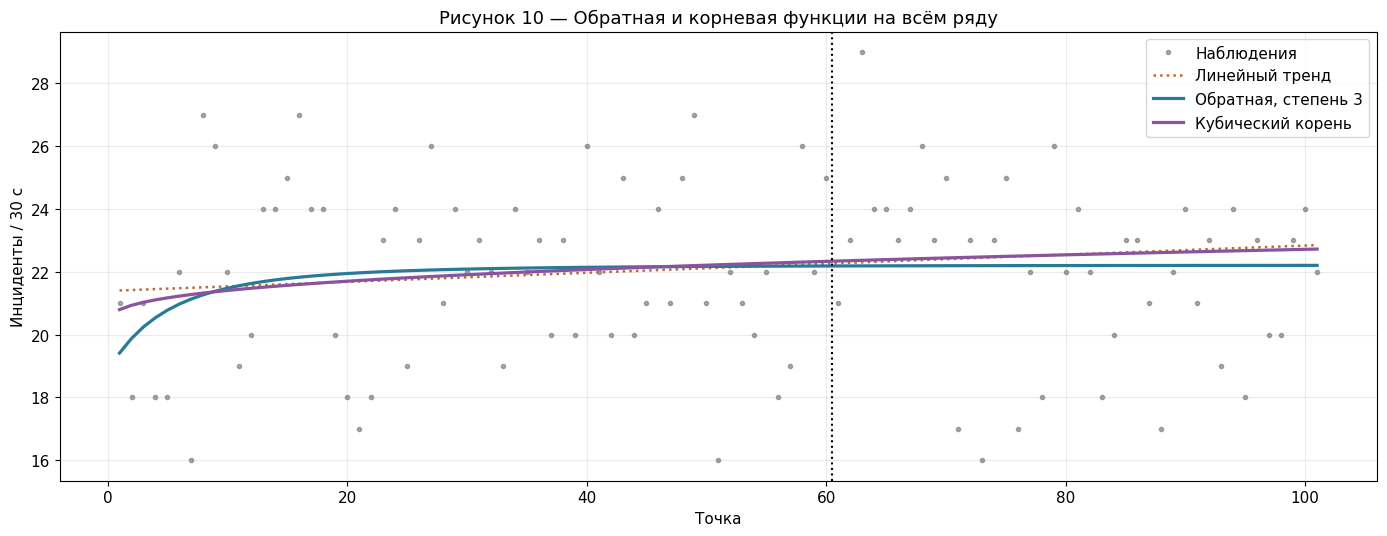 Рисунок 10 — Обратная и корневая функции на всём ряду
Наблюдения
Линейный тренд
Обратная, степень 3
Кубический корень
Инциденты / 30 с
28
26
24
22
20
18
16
0
20
40
60
80
100
Точка